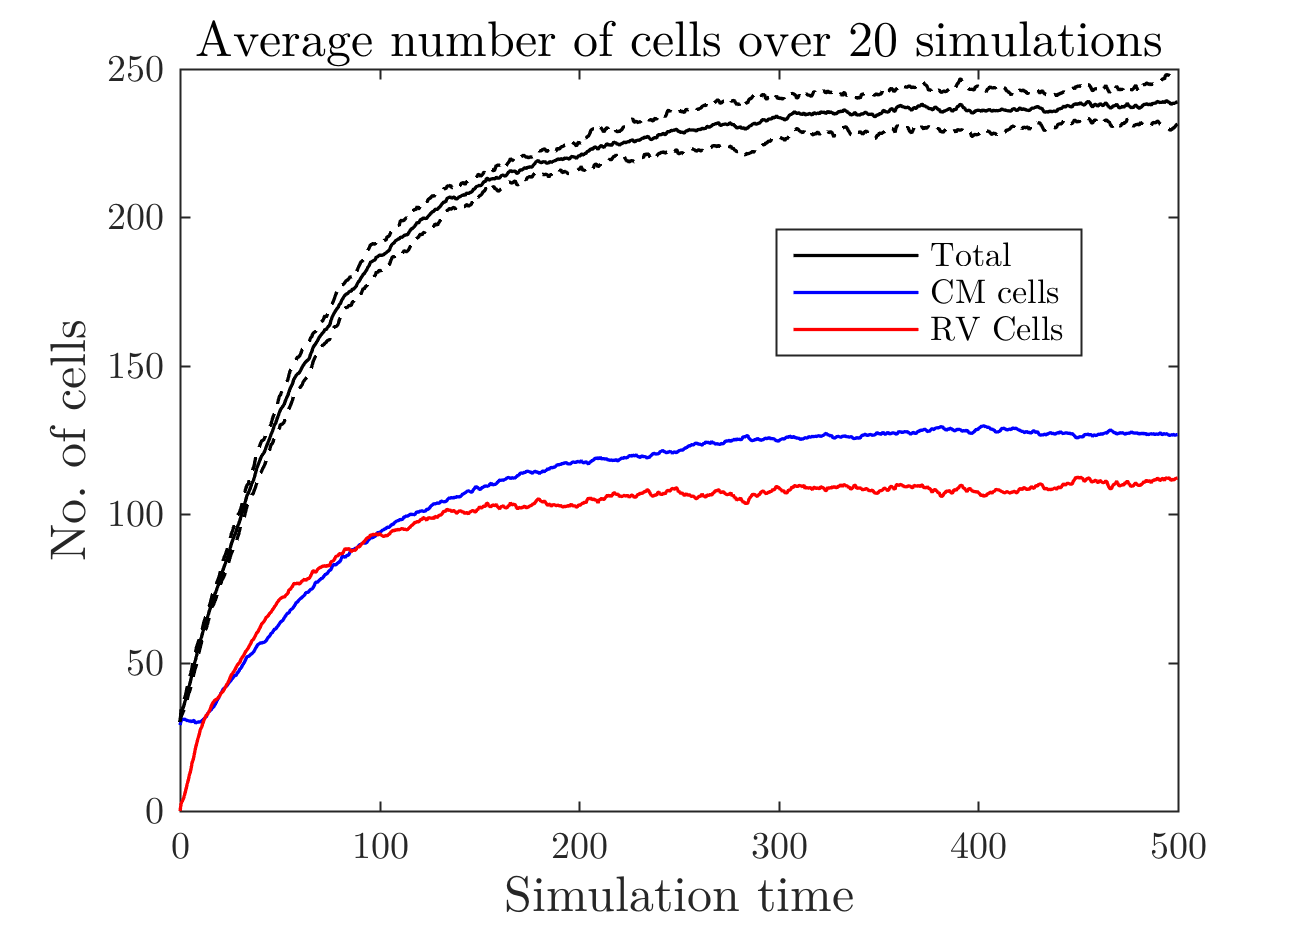 Average number of cells over 20 simulations
250
200
150
100
50
0
No. of cells
Total
CM cells
RV Cells
0 100 200 300 400 500
Simulation time